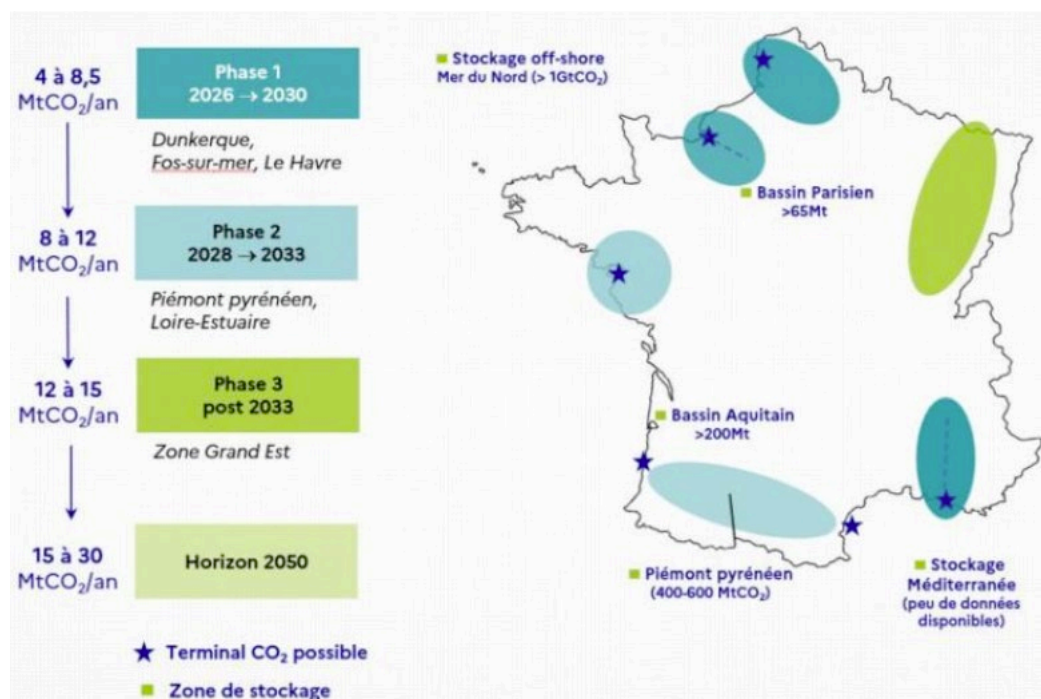 4 à 8,5
MtCO₂/an
Phase 1
2026 → 2030
Dunkerque,
Fos-sur-mer, Le Havre
8 à 12
MtCO₂/an
Phase 2
2028 → 2033
Piémont pyrénéen,
Loire-Estuaire
12 à 15
MtCO₂/an
Phase 3
post 2033
Zone Grand Est
15 à 30
MtCO₂/an
Horizon 2050
Terminal CO₂ possible
Zone de stockage
Stockage off-shore
Mer du Nord (> 1GtCO₂)
Bassin Parisien
>65Mt
Bassin Aquitain
>200Mt
Piémont pyrénéen
(400-600 MtCO₂)
Stockage
Méditerranée
(peu de données
disponibles)